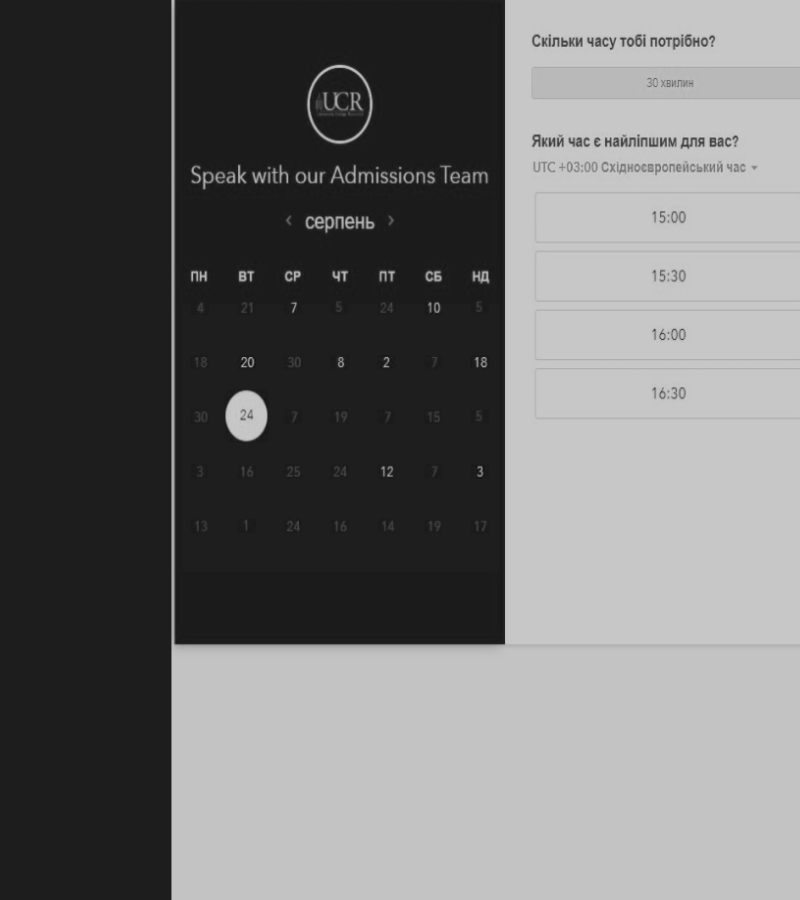 UCR
Speak with our Admissions Team
серпень
ПН ВТ СР ЧТ ПТ СБ НД
4 21 7 5 24 10 5
18 20 30 8 2 7 18
30 24 7 19 7 15 5
3 16 25 24 12 7 3
13 1 24 16 14 19 17
Скільки часу тобі потрібно?
30 хвилин
Який час є найліпшим для вас?
UTC +03:00 Східноєвропейський час
15:00
15:30
16:00
16:30